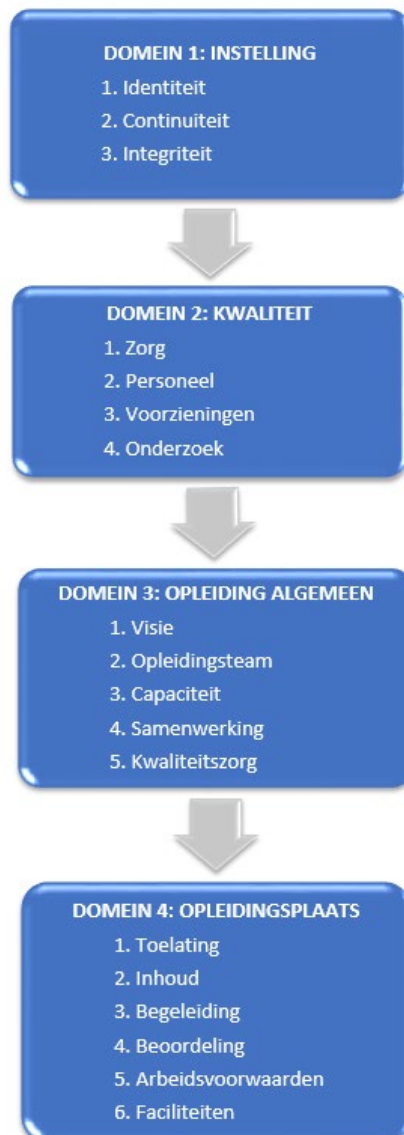 DOMEIN 1: INSTELLING
1. Identiteit
2. Continuiteit
3. Integriteit
DOMEIN 2: KWALITEIT
1. Zorg
2. Personeel
3. Voorzieningen
4. Onderzoek
DOMEIN 3: OPLEIDING ALGEMEEN
1. Visie
2. Opleidingsteam
3. Capaciteit
4. Samenwerking
5. Kwaliteitszorg
DOMEIN 4: OPLEIDINGSPLAATS
1. Toelating
2. Inhoud
3. Begeleiding
4. Beoordeling
5. Arbeidsvoorwaarden
6. Faciliteiten